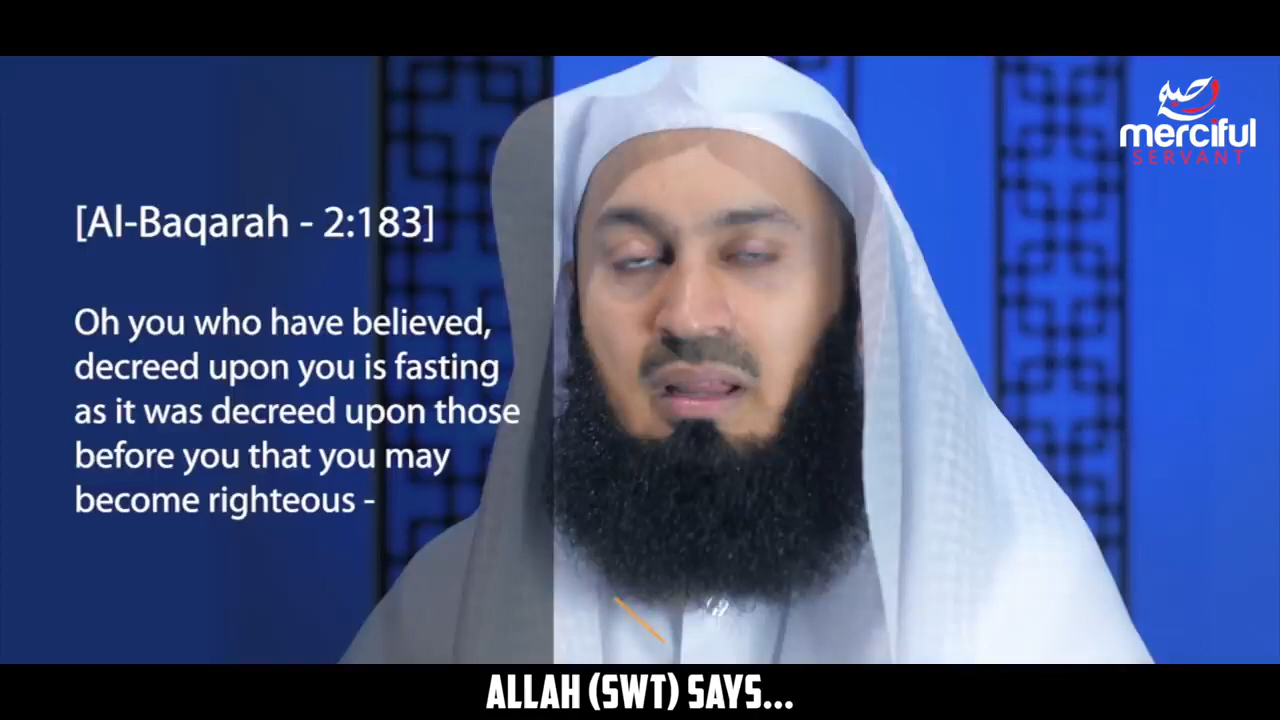 merciful
SERVANT
[Al-Baqarah - 2:183]
Oh you who have believed,
decreed upon you is fasting
as it was decreed upon those
before you that you may
become righteous -
ALLAH (SWT) SAYS...